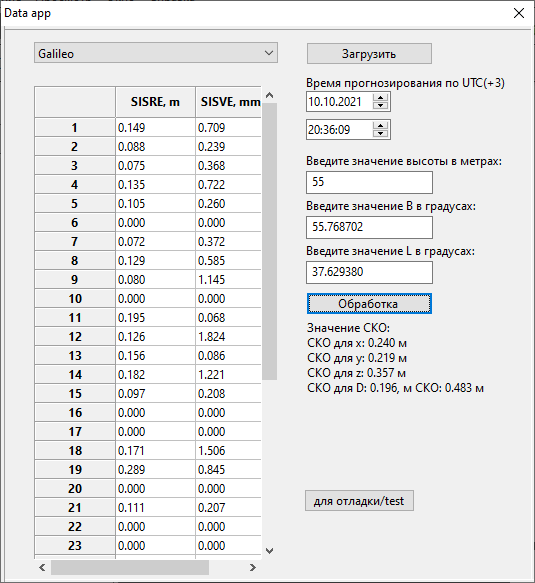 Data app
Galileo
SISRE, m SISVE, mm
1 0.149 0.709
2 0.088 0.239
3 0.075 0.368
4 0.135 0.722
5 0.105 0.260
6 0.000 0.000
7 0.072 0.372
8 0.129 0.585
9 0.080 1.145
10 0.000 0.000
11 0.195 0.068
12 0.126 1.824
13 0.156 0.086
14 0.182 1.221
15 0.097 0.208
16 0.000 0.000
17 0.000 0.000
18 0.171 1.506
19 0.289 0.845
20 0.000 0.000
21 0.111 0.207
22 0.000 0.000
23 0.000 0.000
Загрузить
Время прогнозирования по UTC(+3)
10.10.2021
20:36:09
Введите значение высоты в метрах:
55
Введите значение B в градусах:
55.768702
Введите значение L в градусах:
37.629380
Обработка
Значение СКО:
СКО для x: 0.240 м
СКО для y: 0.219 м
СКО для z: 0.357 м
СКО для D: 0.196, м СКО: 0.483 м
для отладки/test